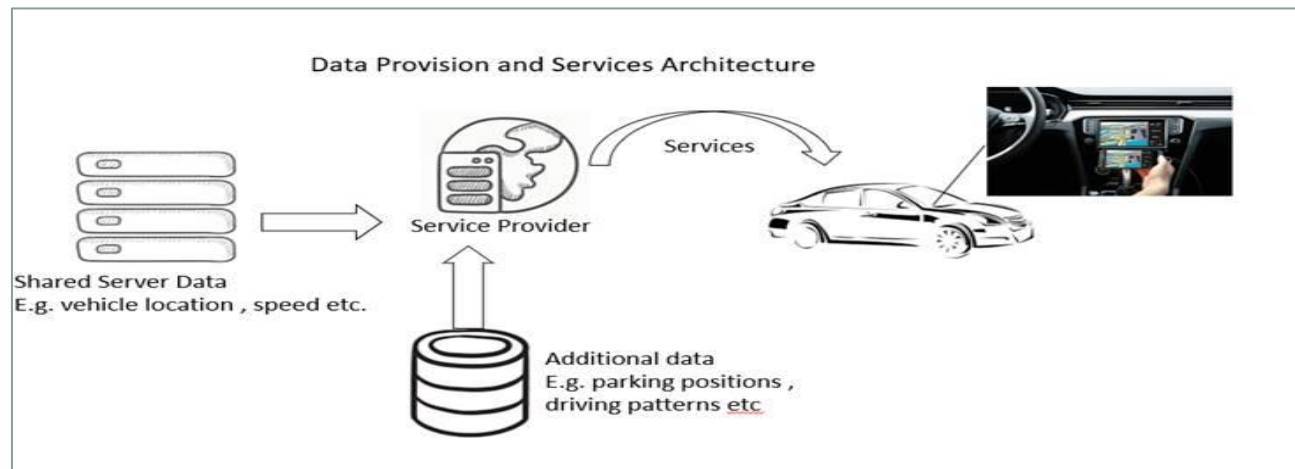 Data Provision and Services Architecture
Services
Service Provider
Shared Server Data
E.g. vehicle location , speed etc.
Additional data
E.g. parking positions ,
driving patterns etc